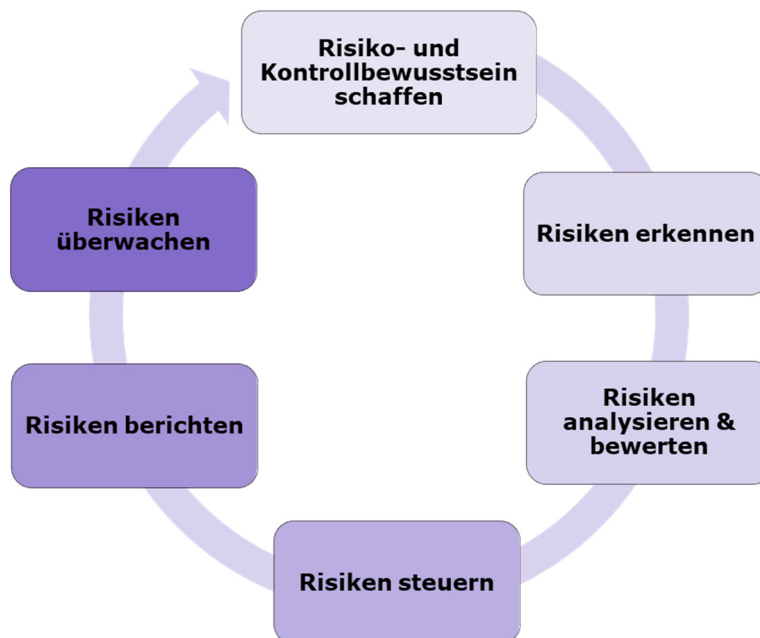 Risiko- und
Kontrollbewusstsein
schaffen
Risiken erkennen
Risiken
analysieren &
bewerten
Risiken steuern
Risiken berichten
Risiken
überwachen